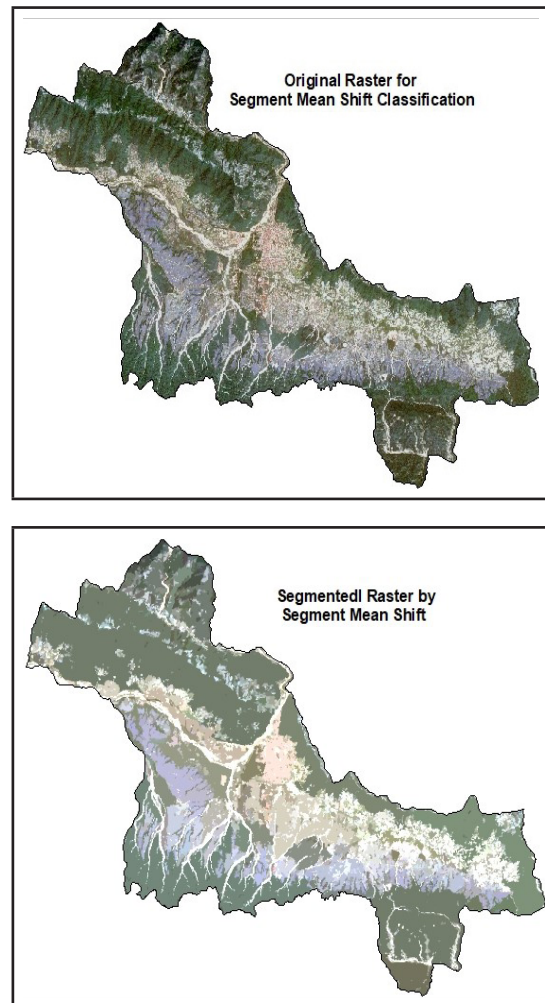 Original Raster for
Segment Mean Shift Classification
Segmentedl Raster by
Segment Mean Shift